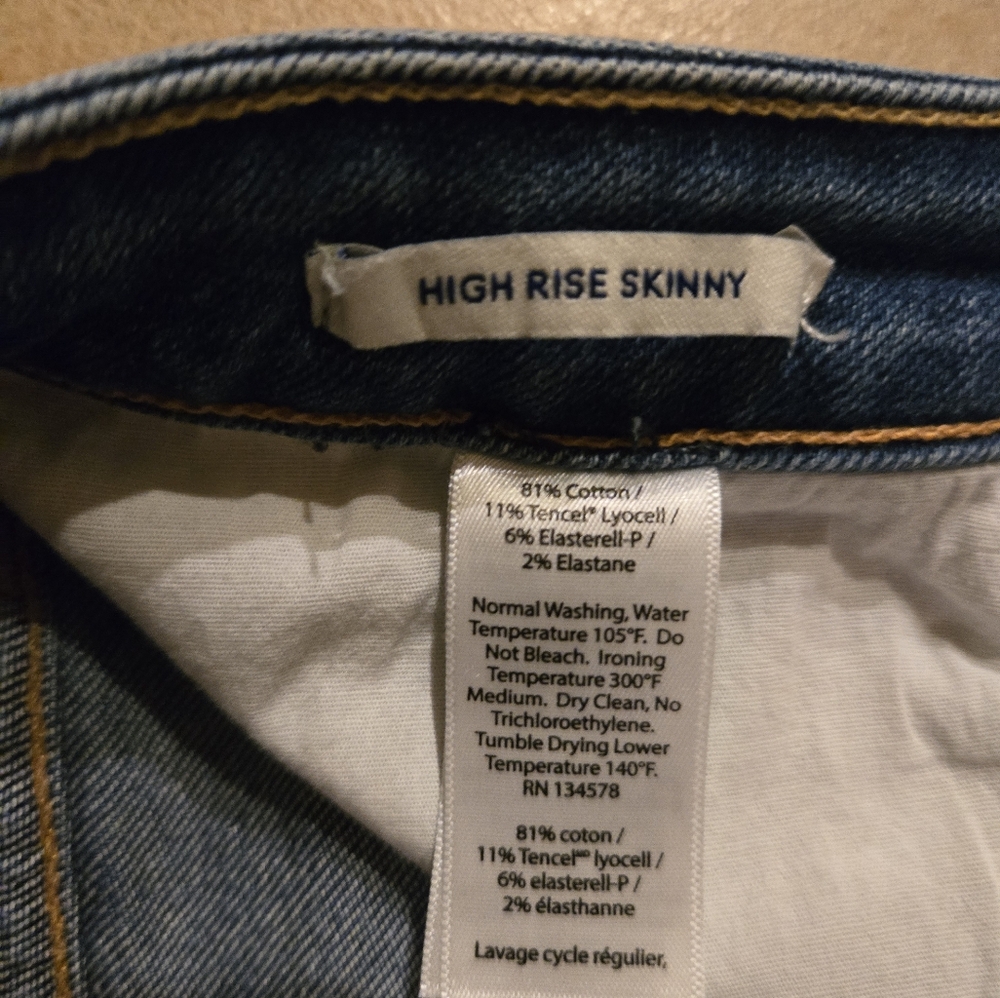 HIGH RISE SKINNY
81% Cotton /
11% Tencel® Lyocell /
6% Elasterell-P /
2% Elastane
Normal Washing, Water
Temperature 105°F. Do
Not Bleach. Ironing
Temperature 300°F
Medium. Dry Clean, No
Trichloroethylene.
Tumble Drying Lower
Temperature 140°F.
RN 134578
81% coton /
11% Tencelᴹᴰ lyocell /
6% elasterell-P /
2% élasthanne
Lavage cycle régulier,